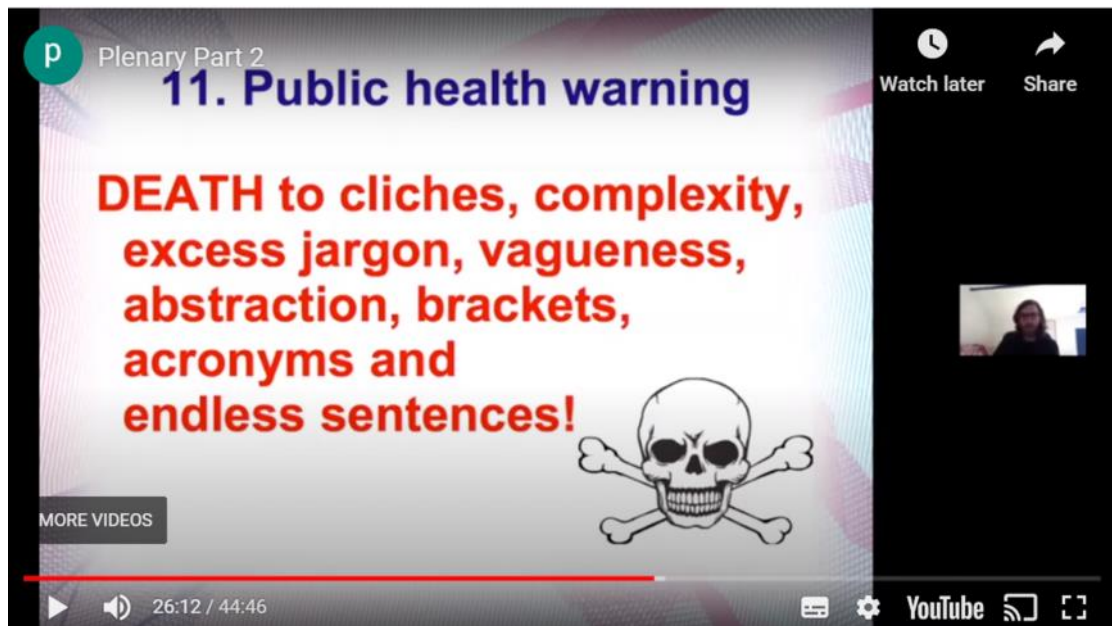 p
Plenary Part 2
Watch later
Share
11. Public health warning
DEATH to cliches, complexity,
excess jargon, vagueness,
abstraction, brackets,
acronyms and
endless sentences!
MORE VIDEOS
26:12 / 44:46
YouTube